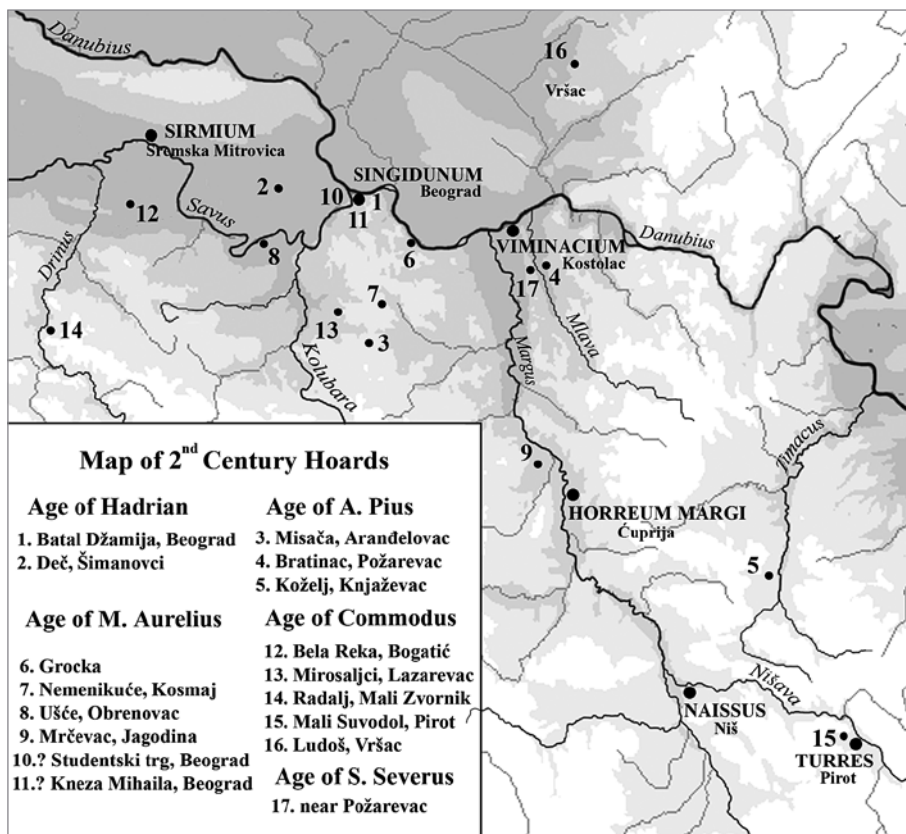 Danubius
16
Vršac
SIRMIUM
Sremska Mitrovica
2
SINGIDUNUM
Beograd
10
1
11
12
Savus
Drinus
8
6
VIMINACIUM
Kostolac
Danubius
17
4
7
13
3
14
Kolubara
Margus
Mlava
Timacus
9
HORREUM MARGI
Ćuprija
5
Nišava
NAISSUS
Niš
15
TURRES
Pirot
Map of 2nd Century Hoards
Age of Hadrian
1. Batal Džamija, Beograd
2. Deč, Šimanovci
Age of A. Pius
3. Misača, Aranđelovac
4. Bratinac, Požarevac
5. Koželj, Knjaževac
Age of M. Aurelius
6. Grocka
7. Nemenikuće, Kosmaj
8. Ušće, Obrenovac
9. Mrčevac, Jagodina
10.? Studentski trg, Beograd
11.? Kneza Mihaila, Beograd
Age of Commodus
12. Bela Reka, Bogatić
13. Mirosaljci, Lazarevac
14. Radalj, Mali Zvornik
15. Mali Suvodol, Pirot
16. Ludoš, Vršac
Age of S. Severus
17. near Požarevac